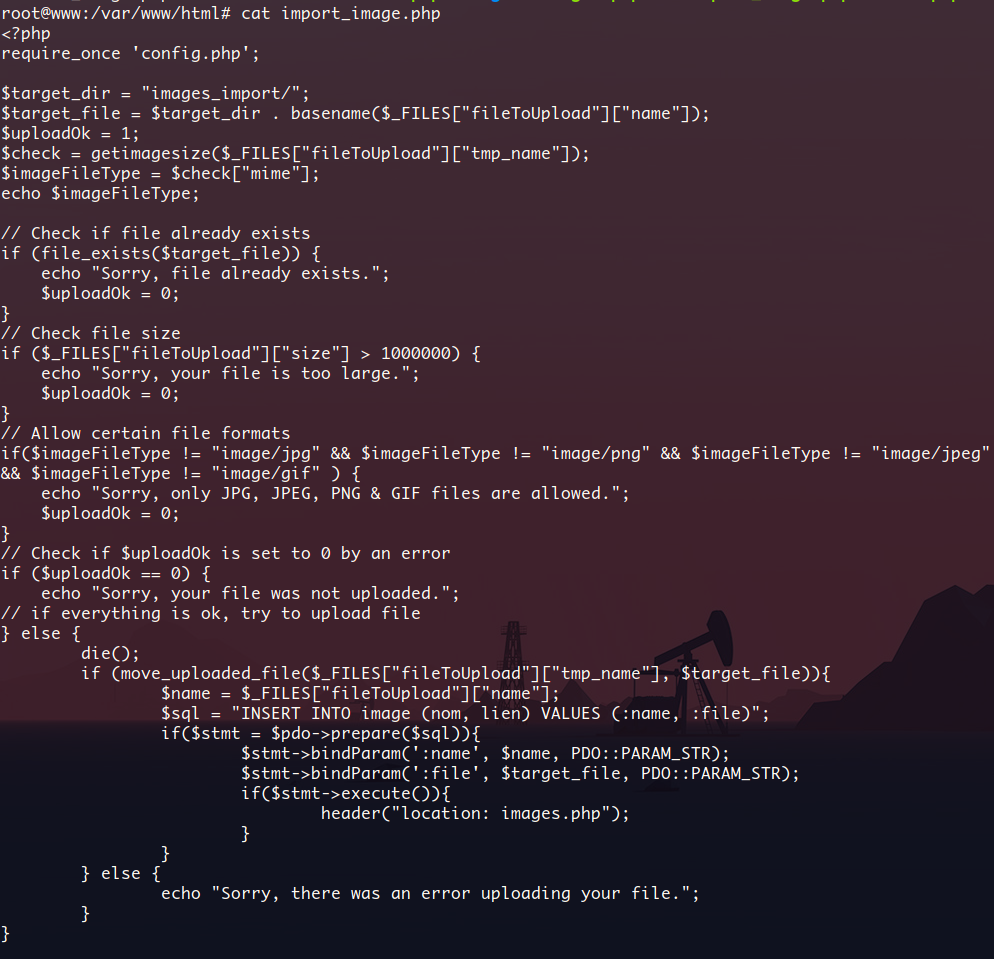 root@www:/var/www/html# cat import_image.php
<?php
require_once 'config.php';

$target_dir = "images_import/";
$target_file = $target_dir . basename($_FILES["fileToUpload"]["name"]);
$uploadOk = 1;
$check = getimagesize($_FILES["fileToUpload"]["tmp_name"]);
$imageFileType = $check["mime"];
echo $imageFileType;

// Check if file already exists
if (file_exists($target_file)) {
    echo "Sorry, file already exists.";
    $uploadOk = 0;
}
// Check file size
if ($_FILES["fileToUpload"]["size"] > 1000000) {
    echo "Sorry, your file is too large.";
    $uploadOk = 0;
}
// Allow certain file formats
if($imageFileType != "image/jpg" && $imageFileType != "image/png" && $imageFileType != "image/jpeg"
&& $imageFileType != "image/gif" ) {
    echo "Sorry, only JPG, JPEG, PNG & GIF files are allowed.";
    $uploadOk = 0;
}
// Check if $uploadOk is set to 0 by an error
if ($uploadOk == 0) {
    echo "Sorry, your file was not uploaded.";
// if everything is ok, try to upload file
} else {
        die();
        if (move_uploaded_file($_FILES["fileToUpload"]["tmp_name"], $target_file)){
                $name = $_FILES["fileToUpload"]["name"];
                $sql = "INSERT INTO image (nom, lien) VALUES (:name, :file)";
                if($stmt = $pdo->prepare($sql)){
                        $stmt->bindParam(':name', $name, PDO::PARAM_STR);
                        $stmt->bindParam(':file', $target_file, PDO::PARAM_STR);
                        if($stmt->execute()){
                                header("location: images.php");
                        }
                }
        } else {
                echo "Sorry, there was an error uploading your file.";
        }
}